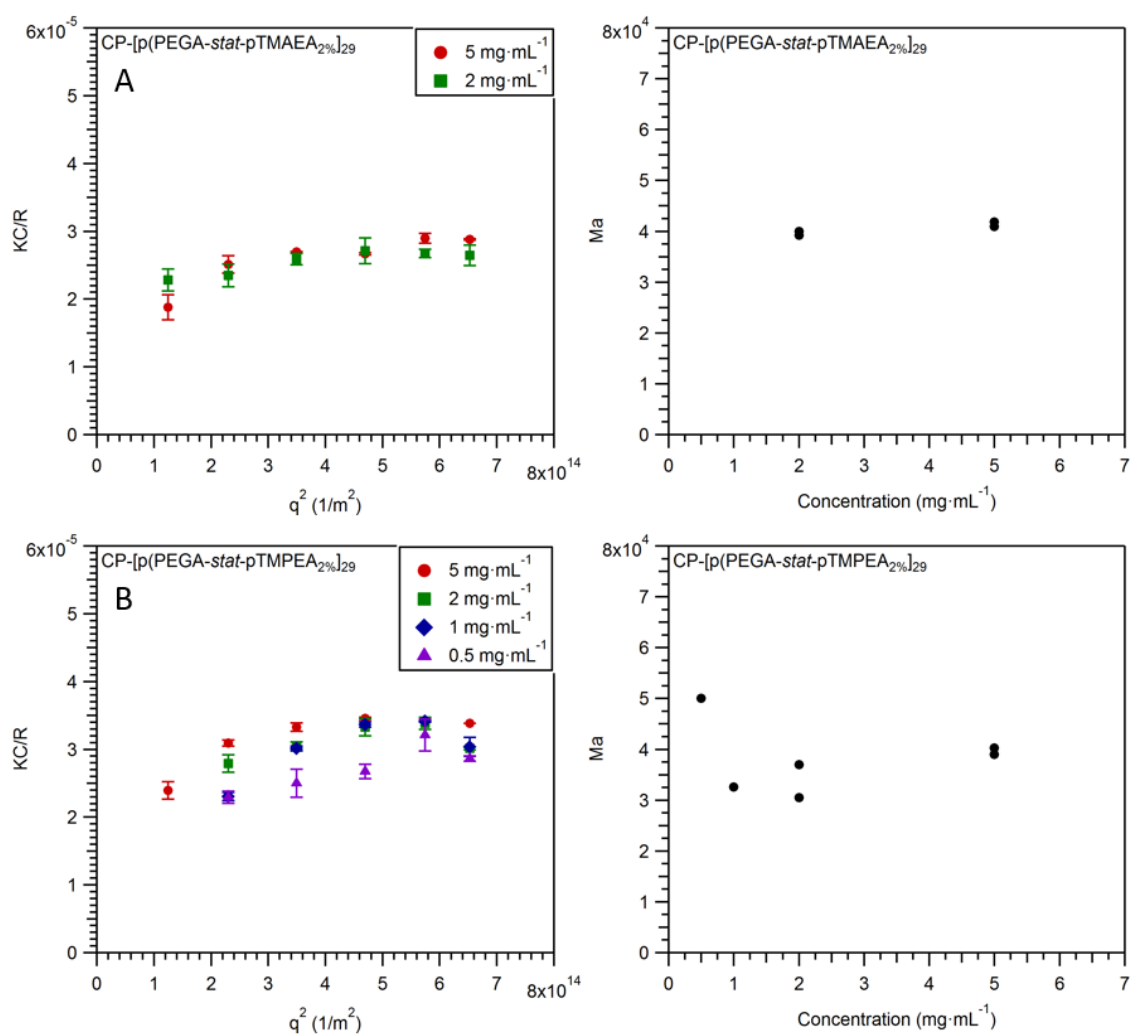 6x10-5
CP-[p(PEGA-stat-pTMAEA2%]29
A
5 mg·mL-1
2 mg·mL-1
5
4
3
2
1
0
KC/R
0 1 2 3 4 5 6 8x1014
q2 (1/m2)
8x104
CP-[p(PEGA-stat-pTMAEA2%]29
7
6
5
4
3
2
1
0
Ma
0 1 2 3 4 5 6 7
Concentration (mg·mL-1)
6x10-5
CP-[p(PEGA-stat-pTMPEA2%]29
B
5 mg·mL-1
2 mg·mL-1
1 mg·mL-1
0.5 mg·mL-1
5
4
3
2
1
0
KC/R
0 1 2 3 4 5 6 8x1014
q2 (1/m2)
8x104
CP-[p(PEGA-stat-pTMPEA2%]29
7
6
5
4
3
2
1
0
Ma
0 1 2 3 4 5 6 7
Concentration (mg·mL-1)